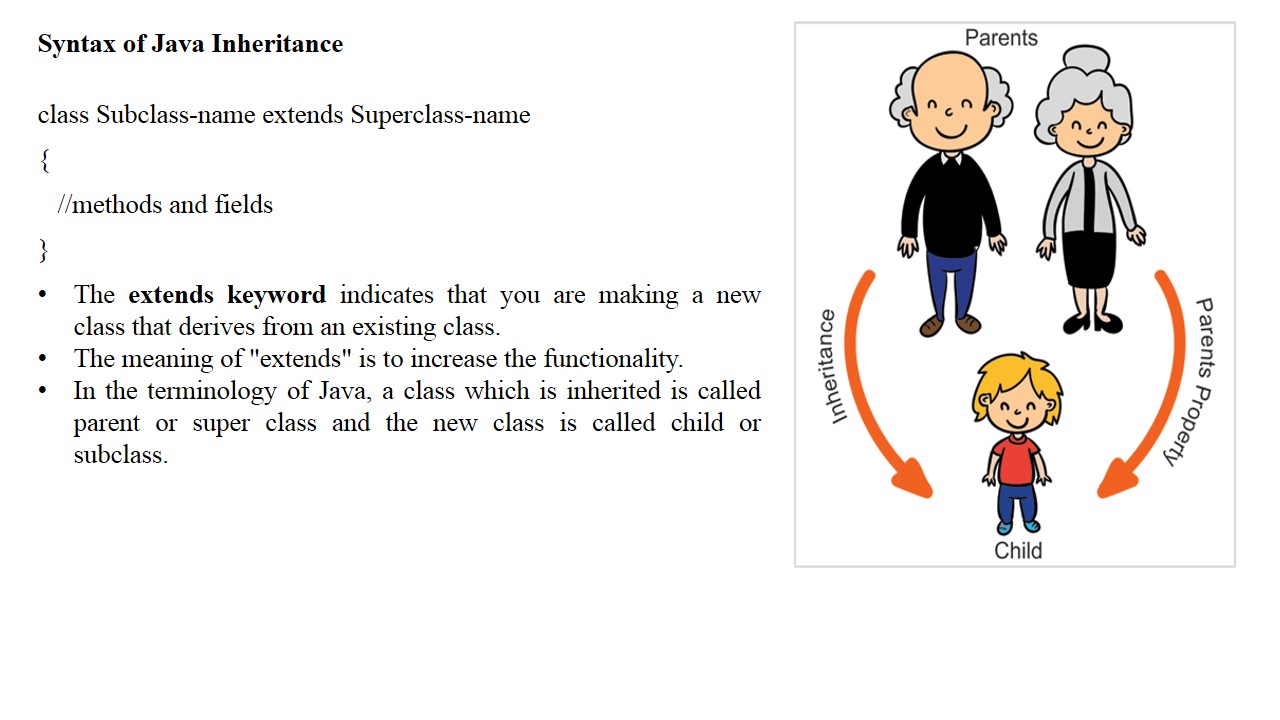 Syntax of Java Inheritance
class Subclass-name extends Superclass-name
{
//methods and fields
}
• The extends keyword indicates that you are making a new
class that derives from an existing class.
• The meaning of "extends" is to increase the functionality.
• In the terminology of Java, a class which is inherited is called
parent or super class and the new class is called child or
subclass.
Parents
Inheritance
Parents Property
Child